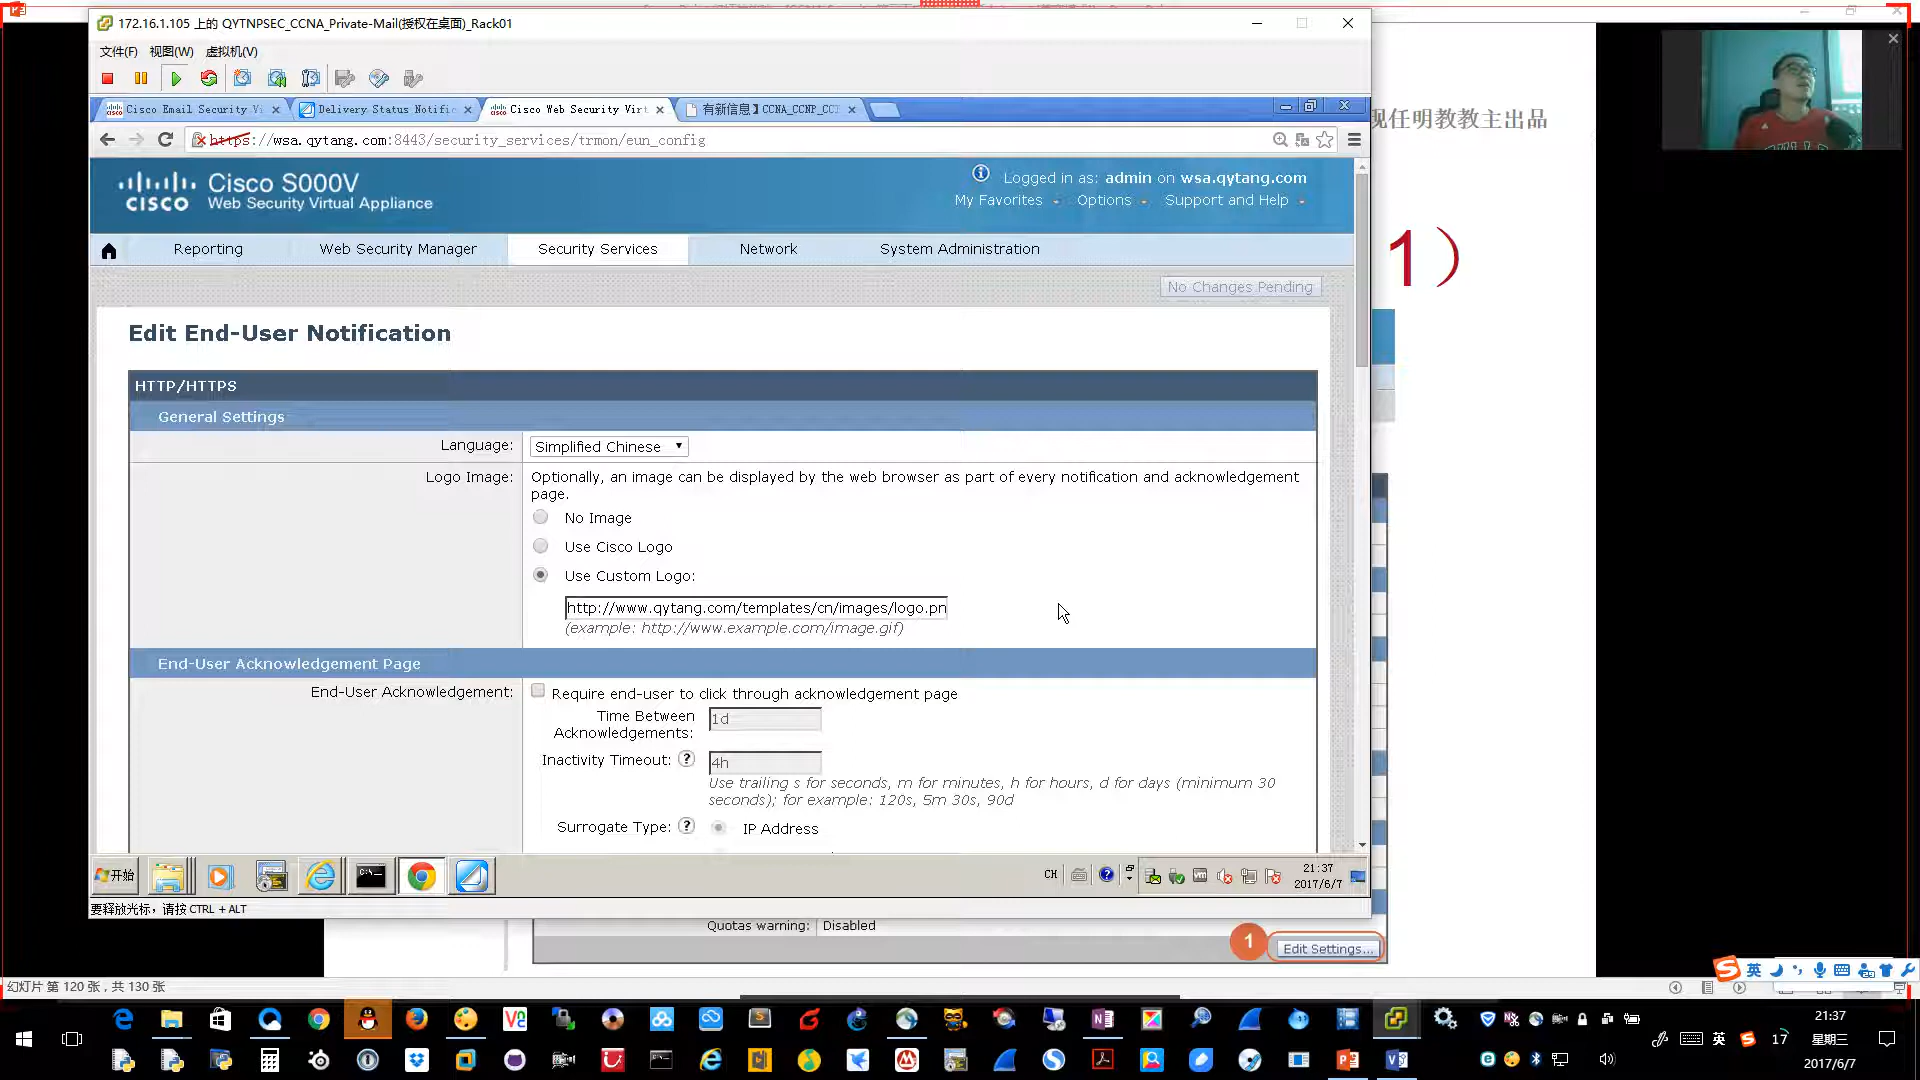 172.16.1.105 上的 QYTNPSEC_CCNA_Private-Mail(授权在桌面)_Rack01
文件(F) 视图(W) 虚拟机(V)
Cisco Email Security Vi
Delivery Status Notific
Cisco Web Security Virt
有新信息】CCNA_CCNP_CCI
https://wsa.qytang.com:8443/security_services/trmon/eun_config
现任明教教主出品
CISCO
Cisco S000V
Web Security Virtual Appliance
Logged in as: admin on wsa.qytang.com
My Favorites Options Support and Help
Reporting Web Security Manager Security Services Network System Administration
1）
No Changes Pending
Edit End-User Notification
HTTP/HTTPS
General Settings
Language: Simplified Chinese
Logo Image: Optionally, an image can be displayed by the web browser as part of every notification and acknowledgement
page.
No Image
Use Cisco Logo
Use Custom Logo:
http://www.qytang.com/templates/cn/images/logo.pn
(example: http://www.example.com/image.gif)
End-User Acknowledgement Page
End-User Acknowledgement: Require end-user to click through acknowledgement page
Time Between
Acknowledgements: 1d
Inactivity Timeout: ? 4h
Use trailing s for seconds, m for minutes, h for hours, d for days (minimum 30
seconds); for example: 120s, 5m 30s, 90d
Surrogate Type: ? IP Address
开始
CH
21:37
2017/6/7
要释放光标，请按 CTRL + ALT
Quotas warning: Disabled
1 Edit Settings...
英
幻灯片 第 120 张，共 130 张
21:37
英 17 星期三
2017/6/7